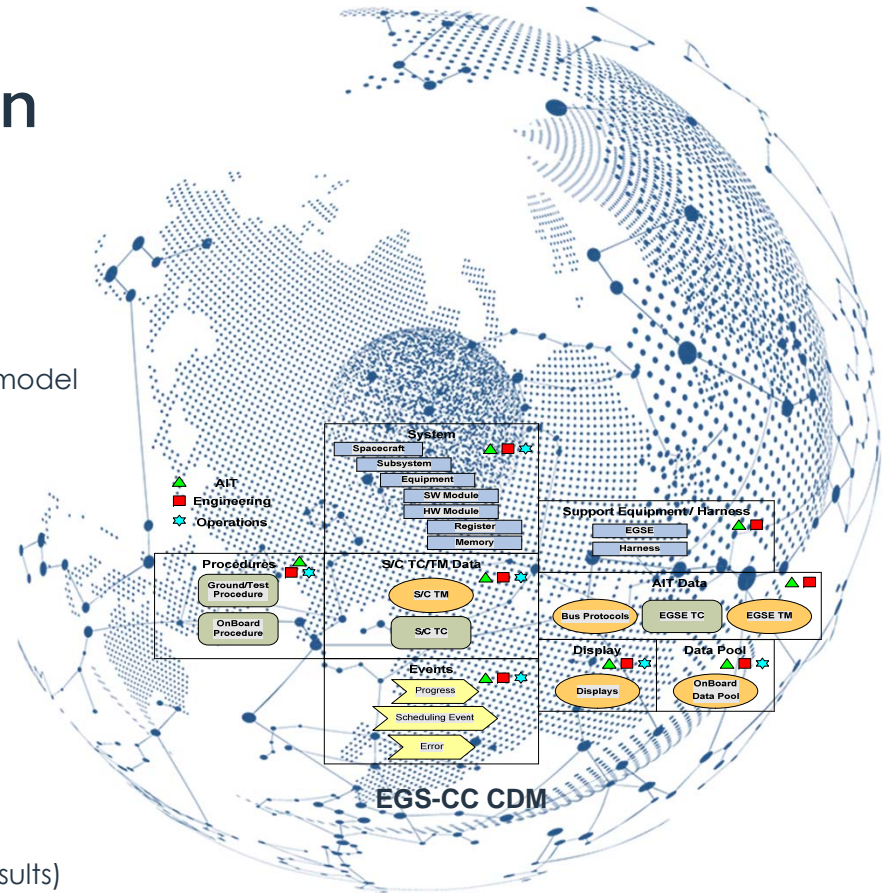 n
model
System
Spacecraft
Subsystem
Equipment
SW Module
HW Module
Register
Memory
AIT
Engineering
Operations
Support Equipment / Harness
EGSE
Harness
Procedures
Ground/Test
Procedure
OnBoard
Procedure
S/C TC/TM Data
S/C TM
S/C TC
AIT Data
Bus Protocols
EGSE TC
EGSE TM
Events
Progress
Scheduling Event
Error
Display
Displays
Data Pool
OnBoard
Data Pool
EGS-CC CDM
sults)